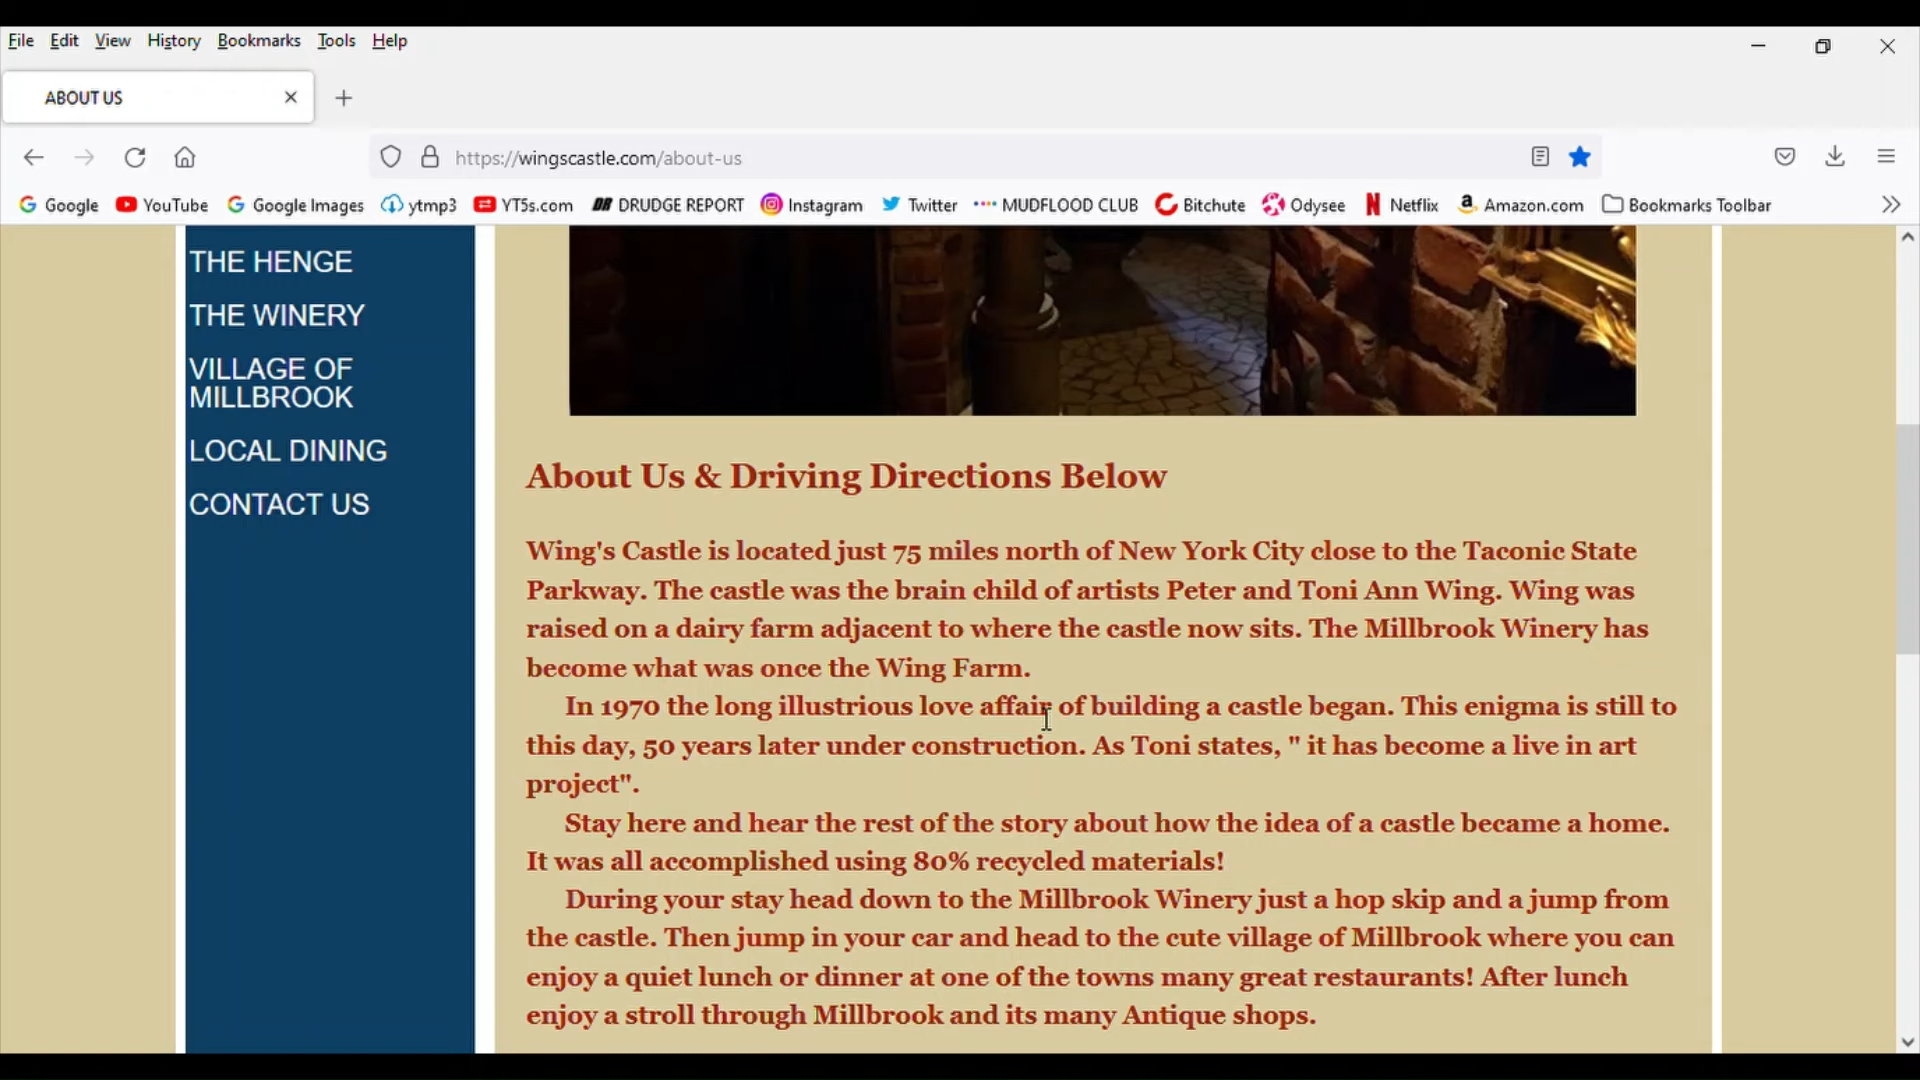 File Edit View History Bookmarks Tools Help
ABOUT US
https://wingscastle.com/about-us
Google YouTube Google Images ytmp3 YT5s.com DRUDGE REPORT Instagram Twitter MUDFLOOD CLUB Bitchute Odysee Netflix Amazon.com Bookmarks Toolbar
THE HENGE
THE WINERY
VILLAGE OF
MILLBROOK
LOCAL DINING
CONTACT US
About Us & Driving Directions Below
Wing's Castle is located just 75 miles north of New York City close to the Taconic State
Parkway. The castle was the brain child of artists Peter and Toni Ann Wing. Wing was
raised on a dairy farm adjacent to where the castle now sits. The Millbrook Winery has
become what was once the Wing Farm.
In 1970 the long illustrious love affair of building a castle began. This enigma is still to
this day, 50 years later under construction. As Toni states, " it has become a live in art
project".
Stay here and hear the rest of the story about how the idea of a castle became a home.
It was all accomplished using 80% recycled materials!
During your stay head down to the Millbrook Winery just a hop skip and a jump from
the castle. Then jump in your car and head to the cute village of Millbrook where you can
enjoy a quiet lunch or dinner at one of the towns many great restaurants! After lunch
enjoy a stroll through Millbrook and its many Antique shops.